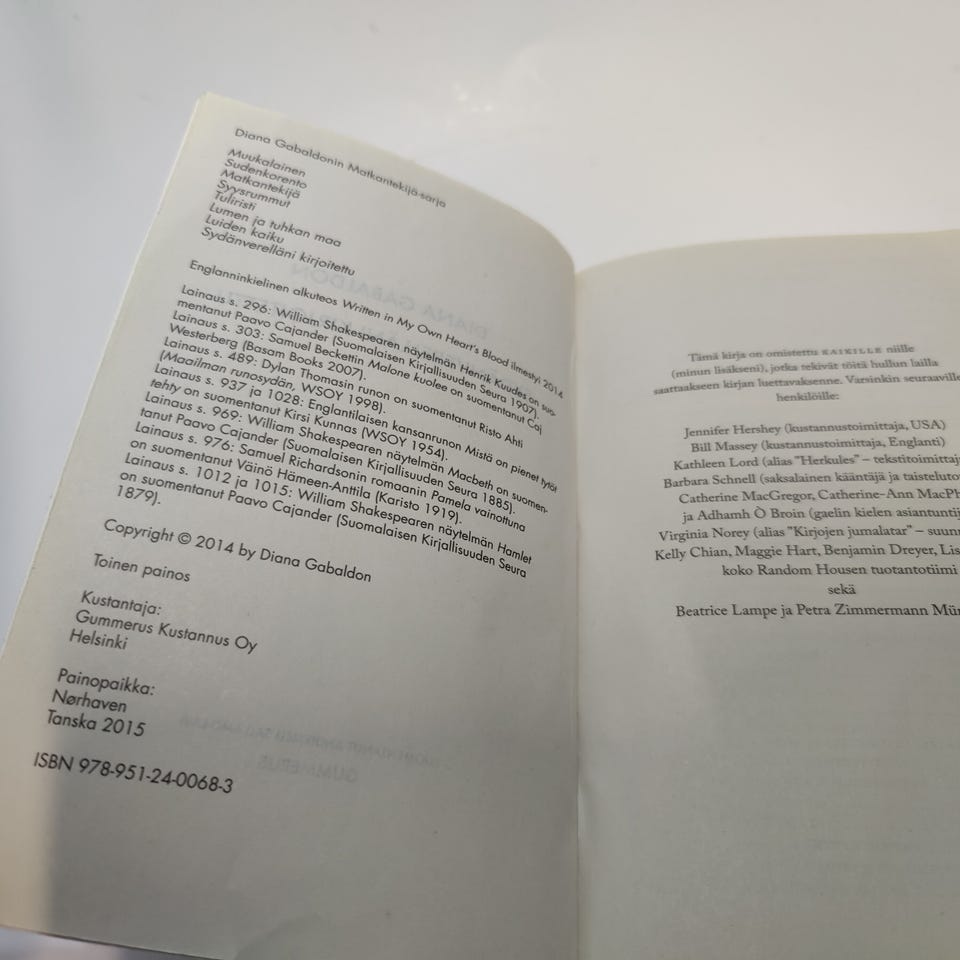 Diana Gabaldonin Matkantekijä-sarja
Muukalainen
Sudenkorento
Matkantekijä
Syysrummut
Tuliristi
Lumen ja tuhkan maa
Luiden kaiku
Sydänverelläni kirjoitettu
Englanninkielinen alkuteos Written in My Own Heart's Blood ilmestyi 2014
Lainaus s. 296: William Shakespearen näytelmän Henrik Kuudes on suo-
mentanut Paavo Cajander (Suomalaisen Kirjallisuuden Seura 1907).
Lainaus s. 303: Samuel Beckettin Malone kuolee on suomentanut Caj
Westerberg (Basam Books 2007).
Lainaus s. 489: Dylan Thomasin runon on suomentanut Risto Ahti
(Maailman runosydän, WSOY 1998).
Lainaus s. 937 ja 1028: Englantilaisen kansanrunon Mistä on pienet tytöt
tehty on suomentanut Kirsi Kunnas (WSOY 1954).
Lainaus s. 969: William Shakespearen näytelmän Macbeth on suomen-
tanut Paavo Cajander (Suomalaisen Kirjallisuuden Seura 1885).
Lainaus s. 976: Samuel Richardsonin romaanin Pamela vainottuna
on suomentanut Väinö Hämeen-Anttila (Karisto 1919).
Lainaus s. 1012 ja 1015: William Shakespearen näytelmän Hamlet
on suomentanut Paavo Cajander (Suomalaisen Kirjallisuuden Seura
1879).
Copyright © 2014 by Diana Gabaldon
Toinen painos
Kustantaja:
Gummerus Kustannus Oy
Helsinki
Painopaikka:
Nørhaven
Tanska 2015
ISBN 978-951-24-0068-3
Tämä kirja on omistettu KAIKILLE niille
(minun lisäkseni), jotka tekivät töitä hullun lailla
saattaakseen kirjan luettavaksenne. Varsinkin seuraaville
henkilöille:
Jennifer Hershey (kustannustoimittaja, USA)
Bill Massey (kustannustoimittaja, Englanti)
Kathleen Lord (alias "Herkules" – tekstitoimittaj
Barbara Schnell (saksalainen kääntäjä ja taisteluto
Catherine MacGregor, Catherine-Ann MacPh
ja Adhamh Ò Broin (gaelin kielen asiantuntij
Virginia Norey (alias "Kirjojen jumalatar" – suunn
Kelly Chian, Maggie Hart, Benjamin Dreyer, Lis
koko Random Housen tuotantotiimi
sekä
Beatrice Lampe ja Petra Zimmermann Mün